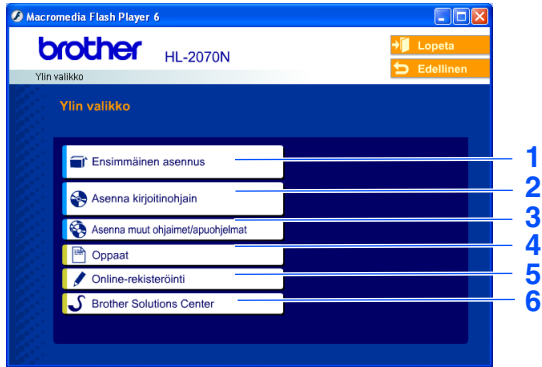 Macromedia Flash Player 6
brother
HL-2070N
Lopeta
Edellinen
Ylin valikko
Ylin valikko
Ensimmäinen asennus
1
Asenna kirjoitinohjain
2
Asenna muut ohjaimet/apuohjelmat
3
Oppaat
4
Online-rekisteröinti
5
Brother Solutions Center
6